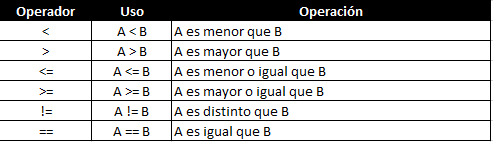 Operador Uso Operación
< A < B A es menor que B
> A > B A es mayor que B
<= A <= B A es menor o igual que B
>= A >= B A es mayor o igual que B
!= A != B A es distinto que B
== A == B A es igual que B